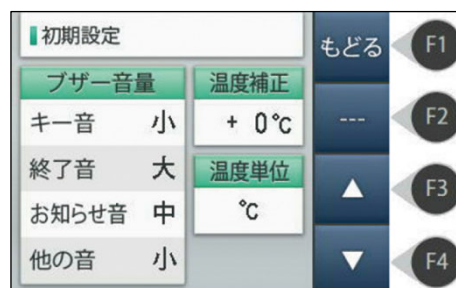 初期設定
もどる
F1
ブザー音量
キー音 小
終了音 大
お知らせ音 中
他の音 小
温度補正
+ 0℃
温度単位
℃
---
F2
▲
F3
▼
F4